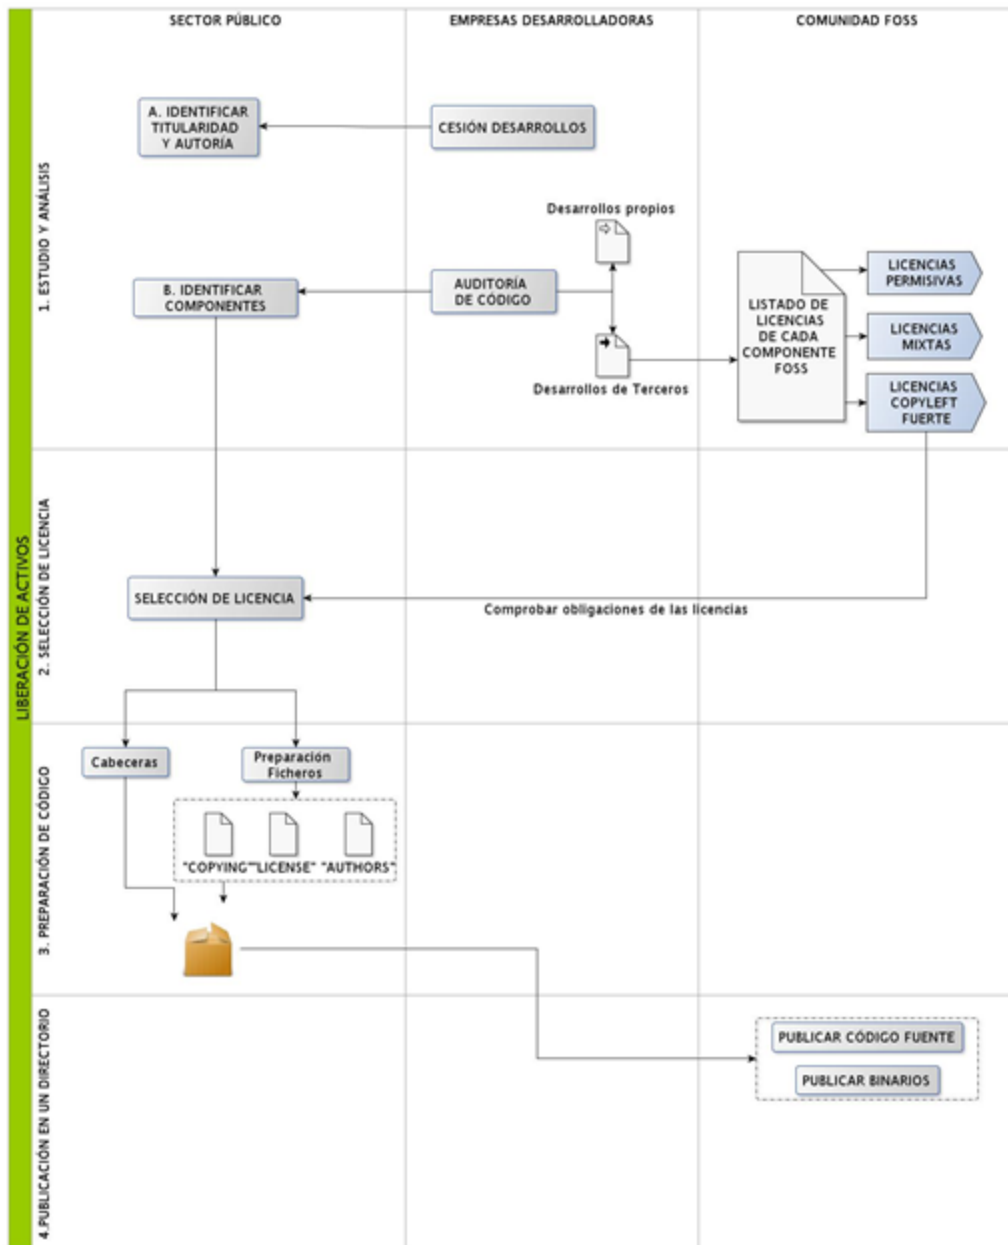 SECTOR PÚBLICO
EMPRESAS DESARROLLADORAS
COMUNIDAD FOSS
LIBERACIÓN DE ACTIVOS
1. ESTUDIO Y ANÁLISIS
A. IDENTIFICAR
TITULARIDAD
Y AUTORÍA
CESIÓN DESARROLLOS
Desarrollos propios
B. IDENTIFICAR
COMPONENTES
AUDITORÍA
DE CÓDIGO
Desarrollos de Terceros
LISTADO DE
LICENCIAS
DE CADA
COMPONENTE
FOSS
LICENCIAS
PERMISIVAS
LICENCIAS
MIXTAS
LICENCIAS
COPYLEFT
FUERTE
2. SELECCIÓN DE LICENCIA
SELECCIÓN DE LICENCIA
Comprobar obligaciones de las licencias
3. PREPARACIÓN DE CÓDIGO
Cabeceras
Preparación
Ficheros
"COPYING" "LICENSE" "AUTHORS"
4.PUBLICACIÓN EN UN DIRECTORIO
PUBLICAR CÓDIGO FUENTE
PUBLICAR BINARIOS